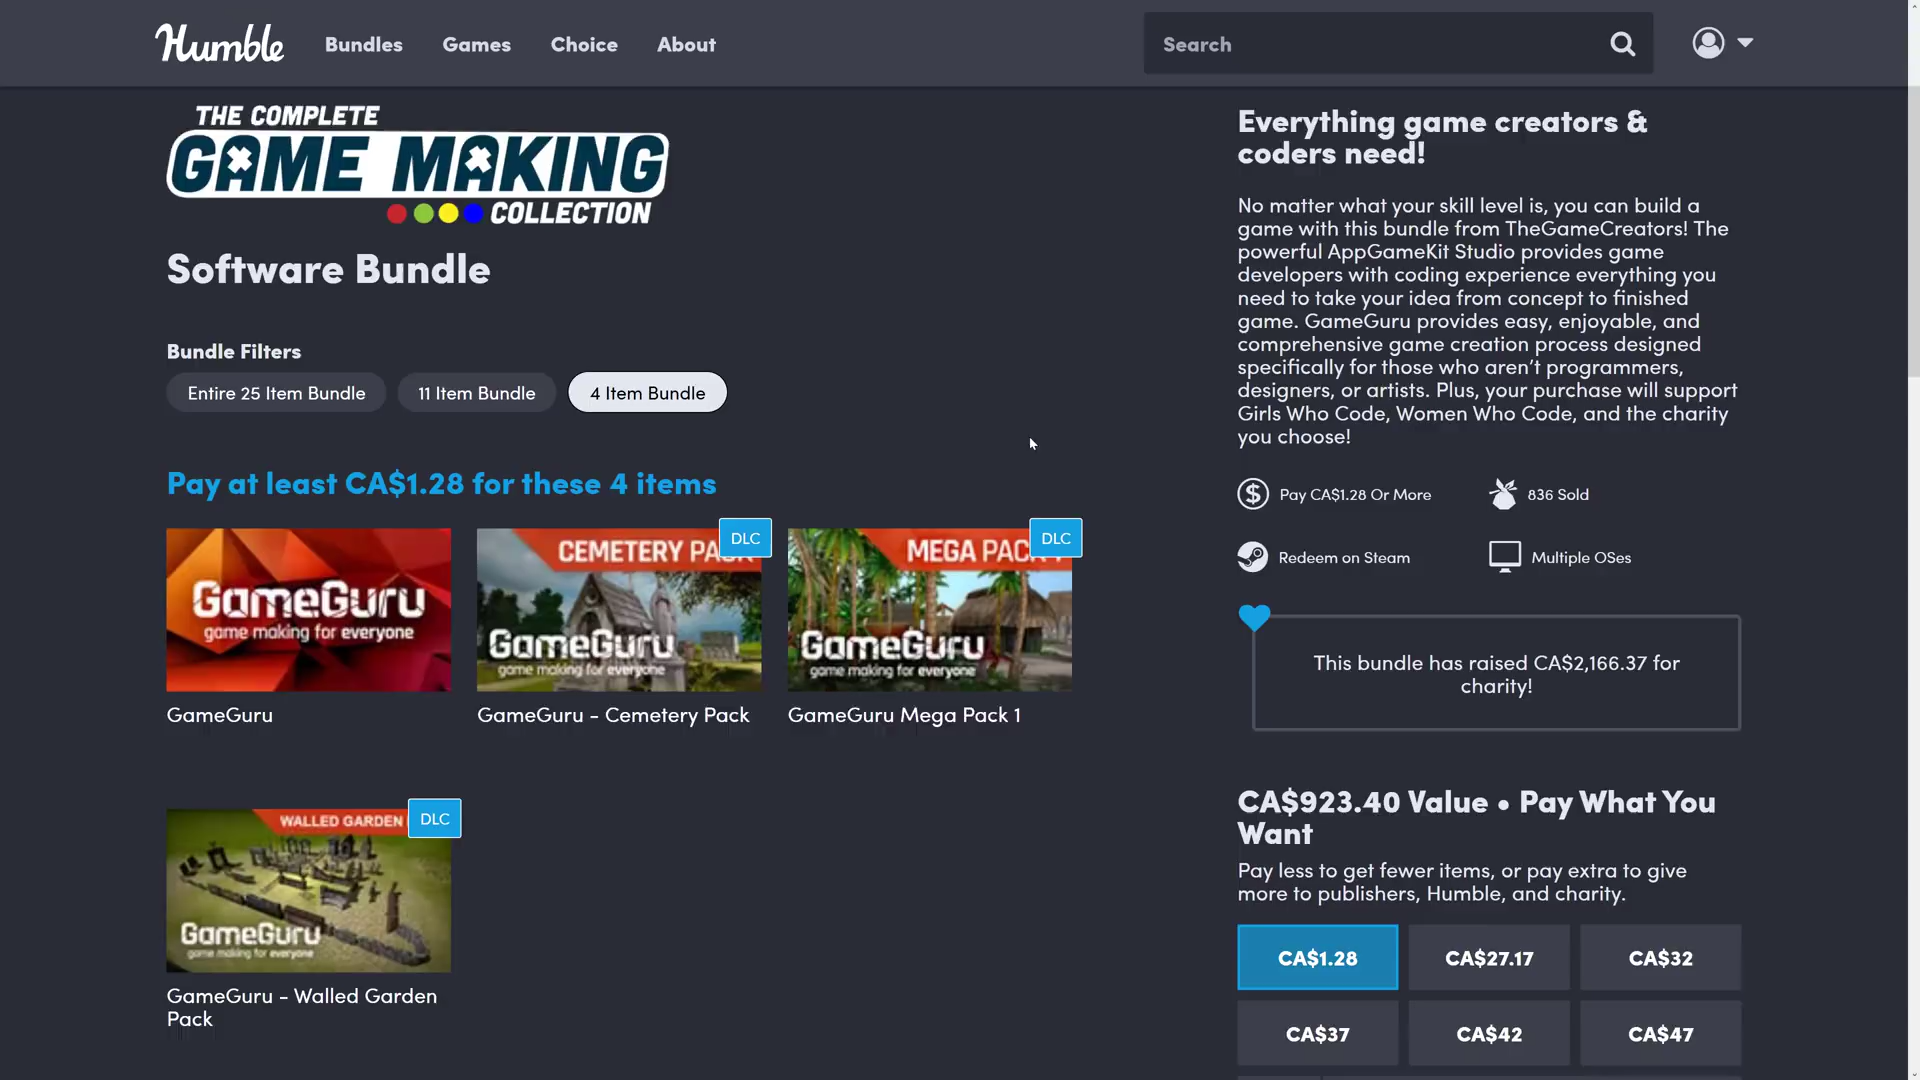 Humble
Bundles
Games
Choice
About
Search
THE COMPLETE
GAME MAKING
COLLECTION
Software Bundle
Bundle Filters
Entire 25 Item Bundle
11 Item Bundle
4 Item Bundle
Pay at least CA$1.28 for these 4 items
GameGuru
game making for everyone
GameGuru
DLC
CEMETERY PACK
GameGuru
game making for everyone
GameGuru - Cemetery Pack
DLC
MEGA PACK 1
GameGuru
game making for everyone
GameGuru Mega Pack 1
DLC
WALLED GARDEN
GameGuru
game making for everyone
GameGuru - Walled Garden
Pack
Everything game creators &
coders need!
No matter what your skill level is, you can build a
game with this bundle from TheGameCreators! The
powerful AppGameKit Studio provides game
developers with coding experience everything you
need to take your idea from concept to finished
game. GameGuru provides easy, enjoyable, and
comprehensive game creation process designed
specifically for those who aren’t programmers,
designers, or artists. Plus, your purchase will support
Girls Who Code, Women Who Code, and the charity
you choose!
Pay CA$1.28 Or More
836 Sold
Redeem on Steam
Multiple OSes
This bundle has raised CA$2,166.37 for
charity!
CA$923.40 Value • Pay What You
Want
Pay less to get fewer items, or pay extra to give
more to publishers, Humble, and charity.
CA$1.28
CA$27.17
CA$32
CA$37
CA$42
CA$47